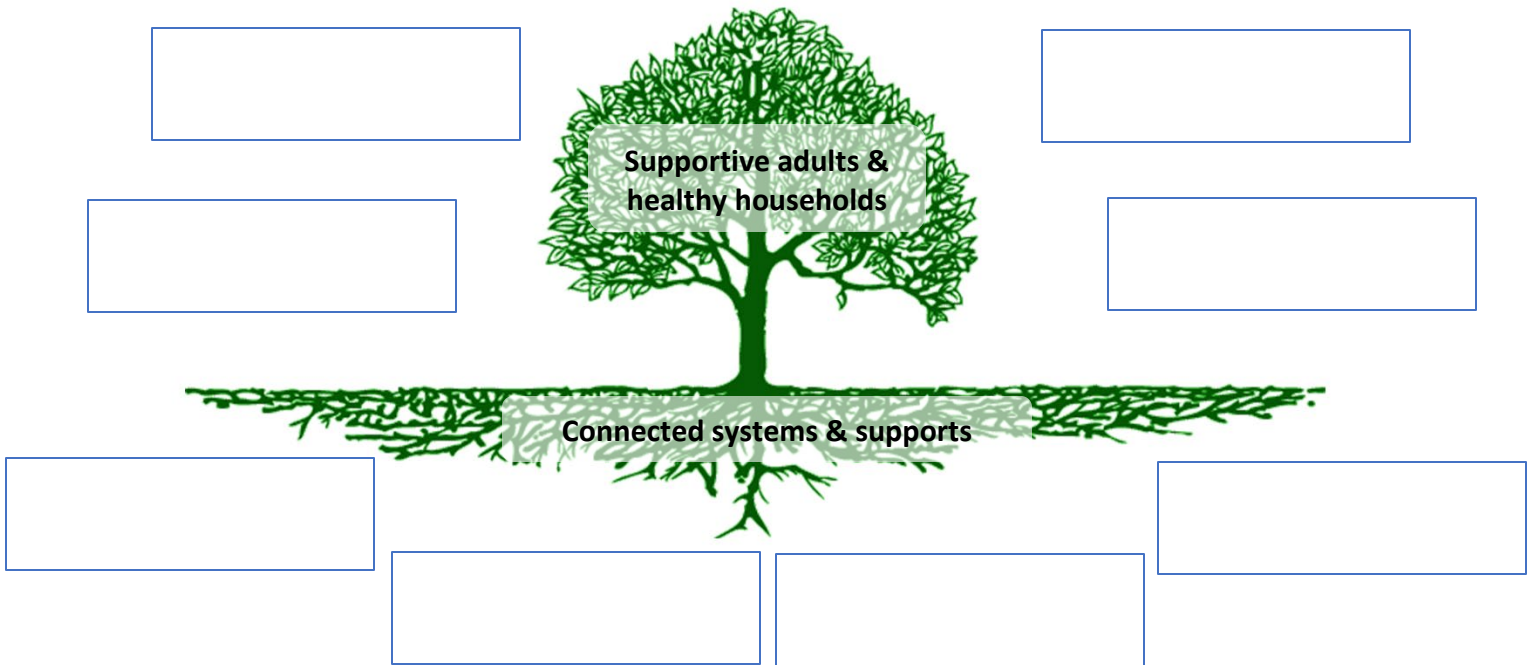 Supportive adults &
healthy households
Connected systems & supports